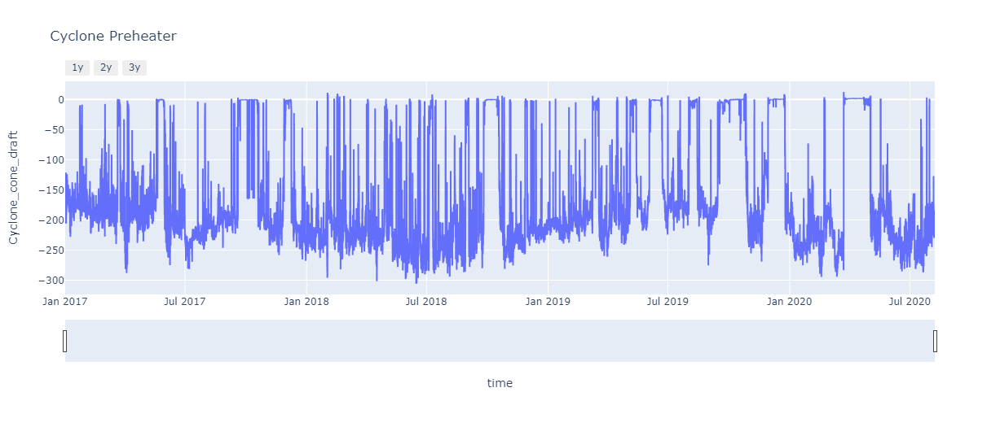 Cyclone Preheater
1y 2y 3y
Cyclone_cone_draft
0
−50
−100
−150
−200
−250
−300
Jan 2017 Jul 2017 Jan 2018 Jul 2018 Jan 2019 Jul 2019 Jan 2020 Jul 2020
time